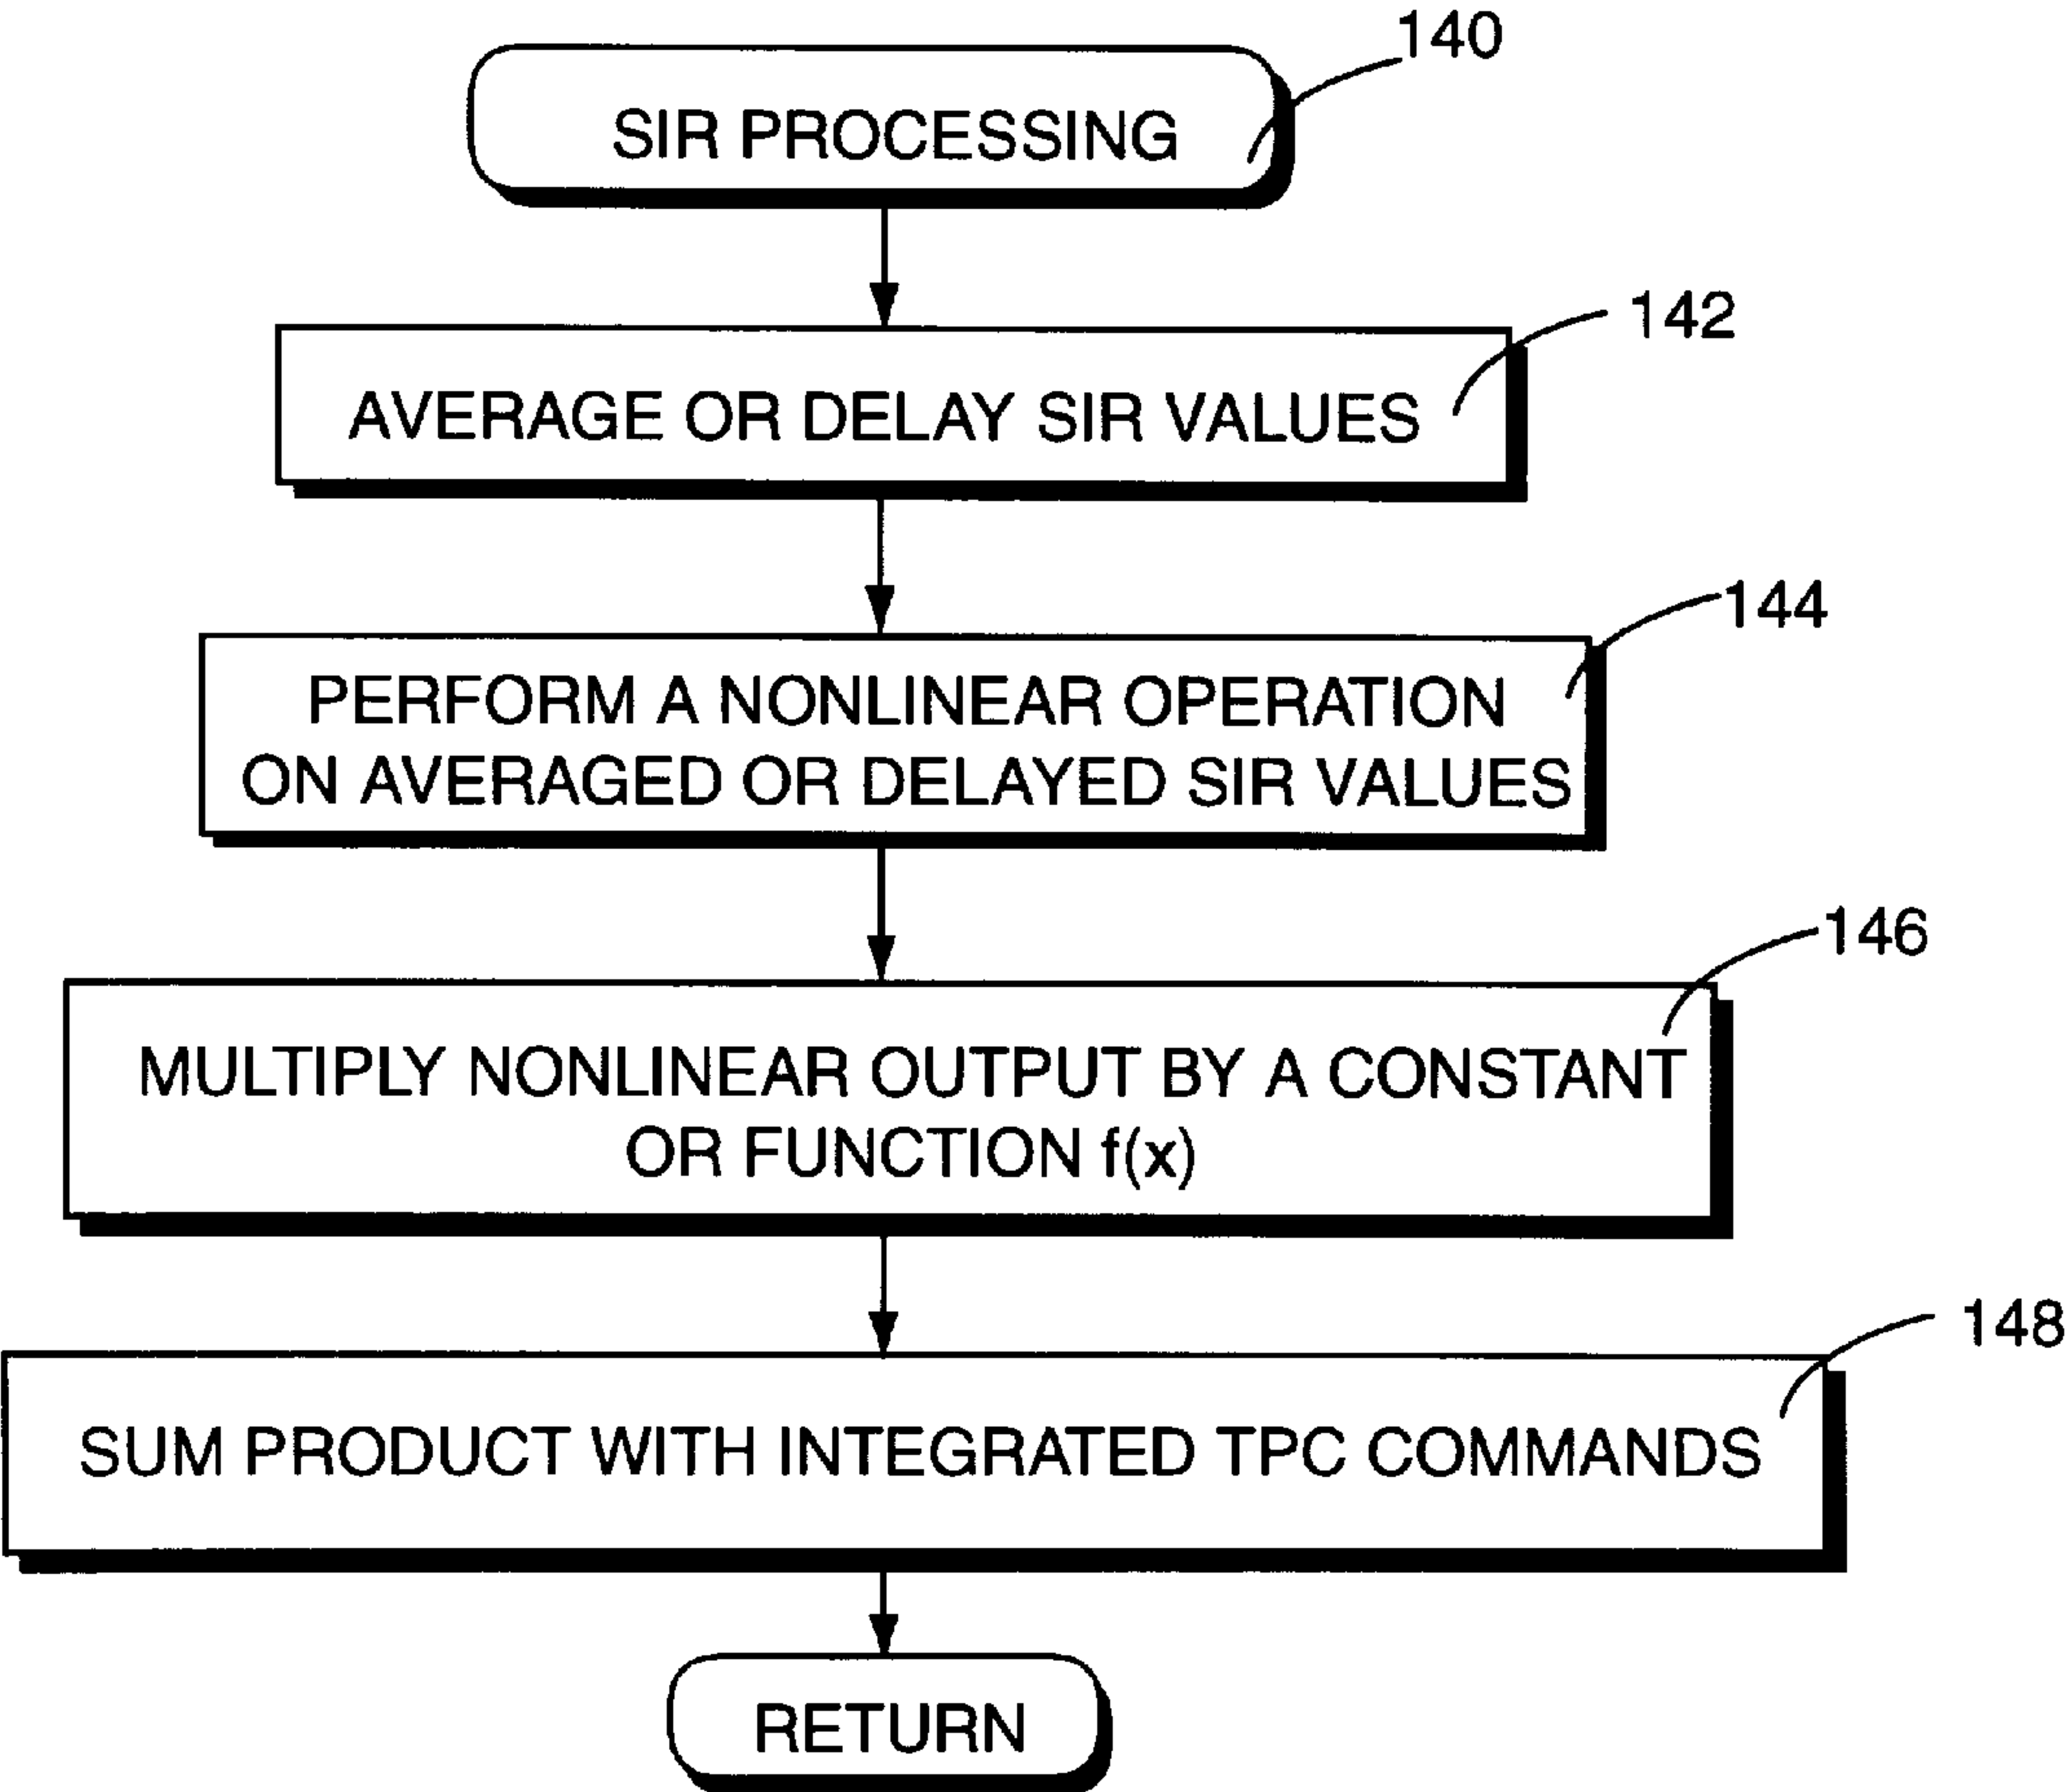 140
SIR PROCESSING
142
AVERAGE OR DELAY SIR VALUES
144
PERFORM A NONLINEAR OPERATION
ON AVERAGED OR DELAYED SIR VALUES
146
MULTIPLY NONLINEAR OUTPUT BY A CONSTANT
OR FUNCTION f(x)
148
SUM PRODUCT WITH INTEGRATED TPC COMMANDS
RETURN